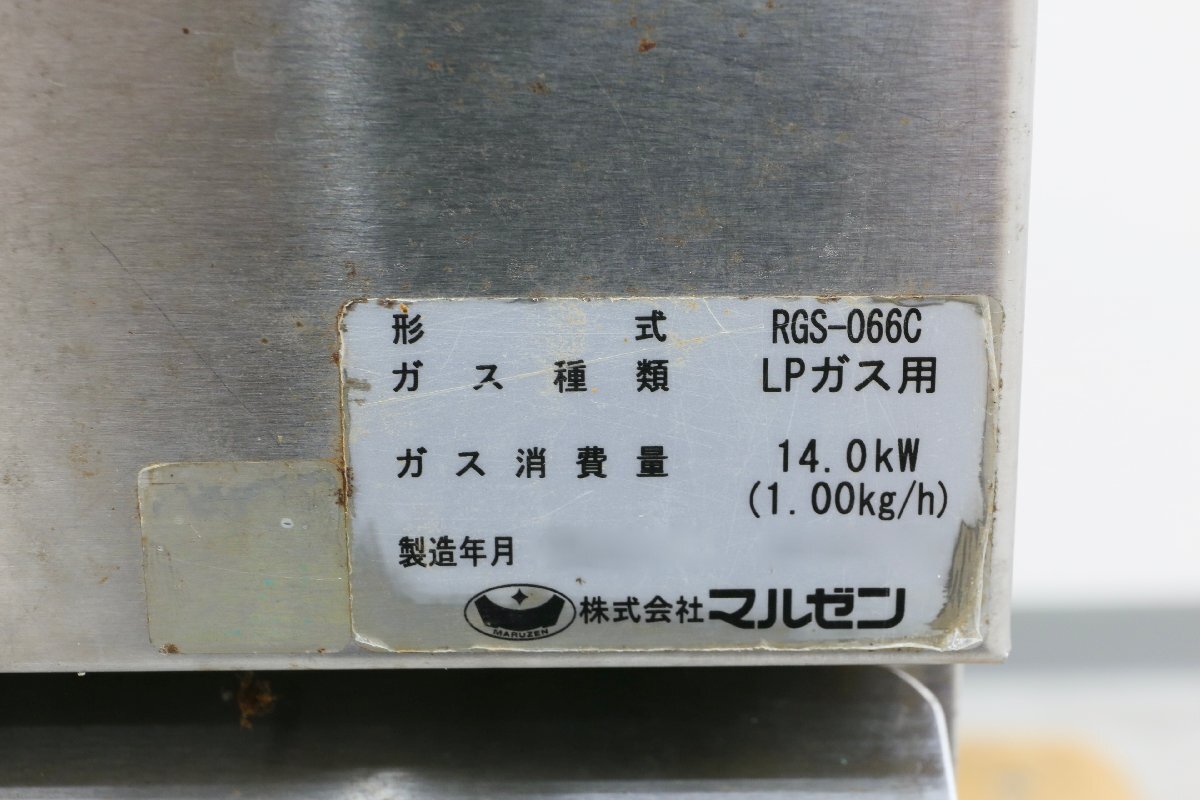 形式 RGS-066C
ガス種類 LPガス用
ガス消費量 14.0kW
(1.00kg/h)
製造年月
MARUZEN 株式会社マルゼン